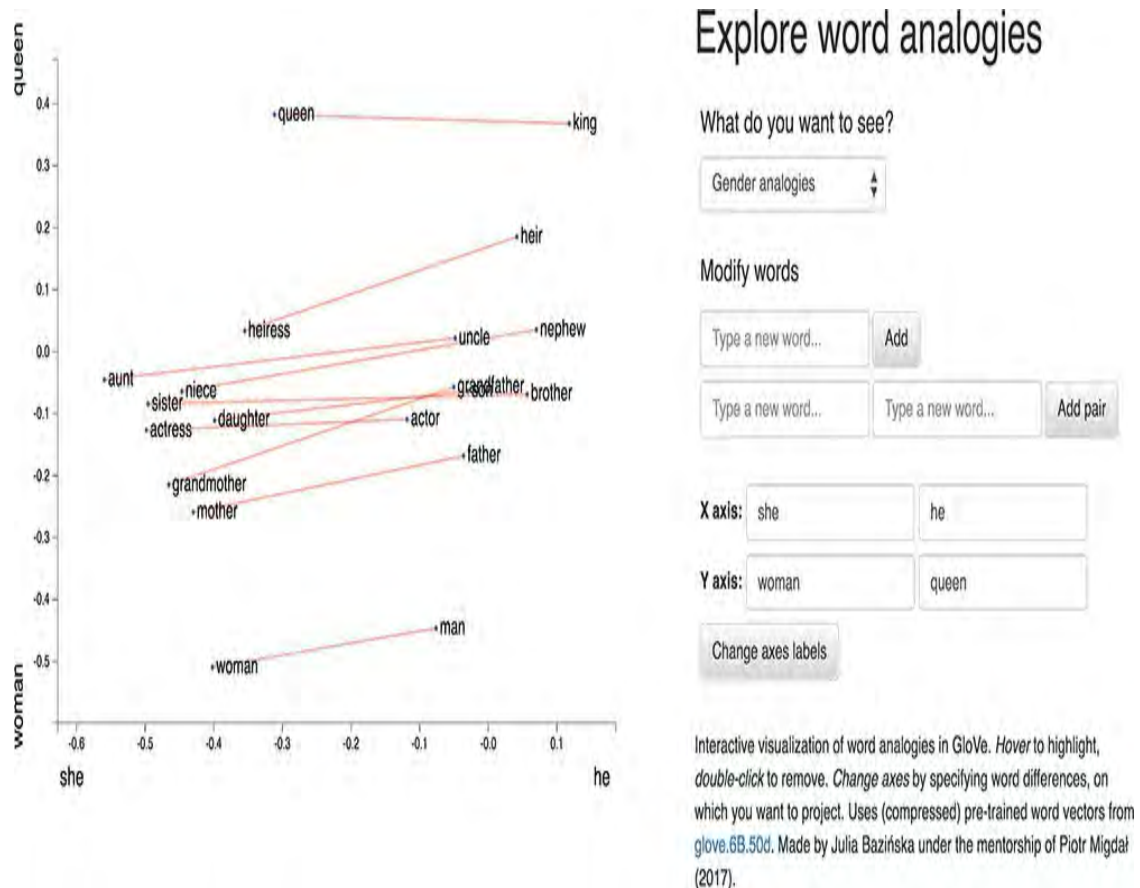 queen
0.4
0.3
0.2
0.1
0.0
-0.1
-0.2
-0.3
-0.4
-0.5
woman
queen
king
heir
heiress
uncle
nephew
aunt
niece
grandfather
son
brother
sister
daughter
actor
actress
father
grandmother
mother
man
woman
-0.6 -0.5 -0.4 -0.3 -0.2 -0.1 -0.0 0.1
she he
Explore word analogies
What do you want to see?
Gender analogies
Modify words
Type a new word... Add
Type a new word... Type a new word... Add pair
X axis: she he
Y axis: woman queen
Change axes labels
Interactive visualization of word analogies in GloVe. Hover to highlight,
double-click to remove. Change axes by specifying word differences, on
which you want to project. Uses (compressed) pre-trained word vectors from
glove.6B.50d. Made by Julia Bazińska under the mentorship of Piotr Migdał
(2017).